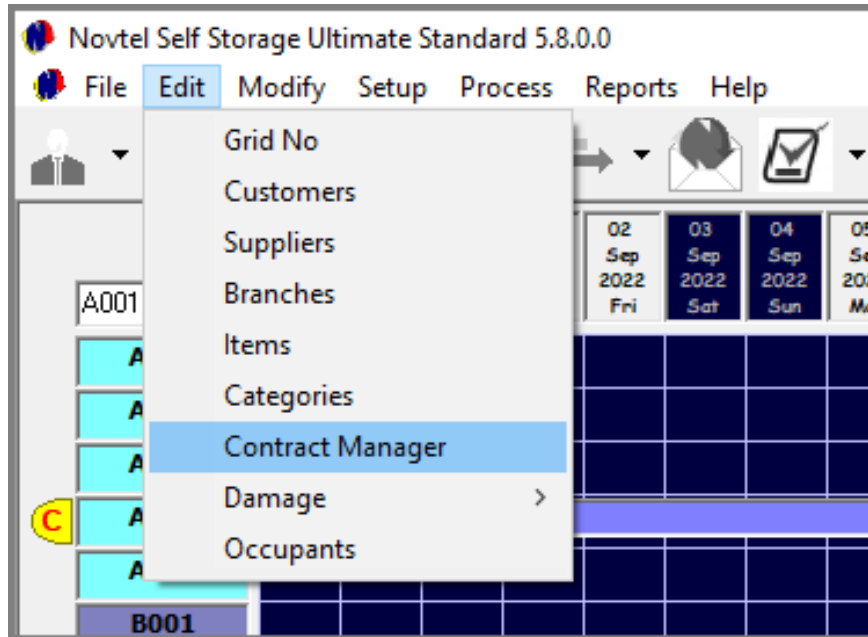 Novtel Self Storage Ultimate Standard 5.8.0.0
File Edit Modify Setup Process Reports Help
Grid No
Customers
Suppliers
Branches
Items
Categories
Contract Manager
Damage
Occupants
02
Sep
2022
Fri
03
Sep
2022
Sat
04
Sep
2022
Sun
A001
A
A
A
C
A
A
B001